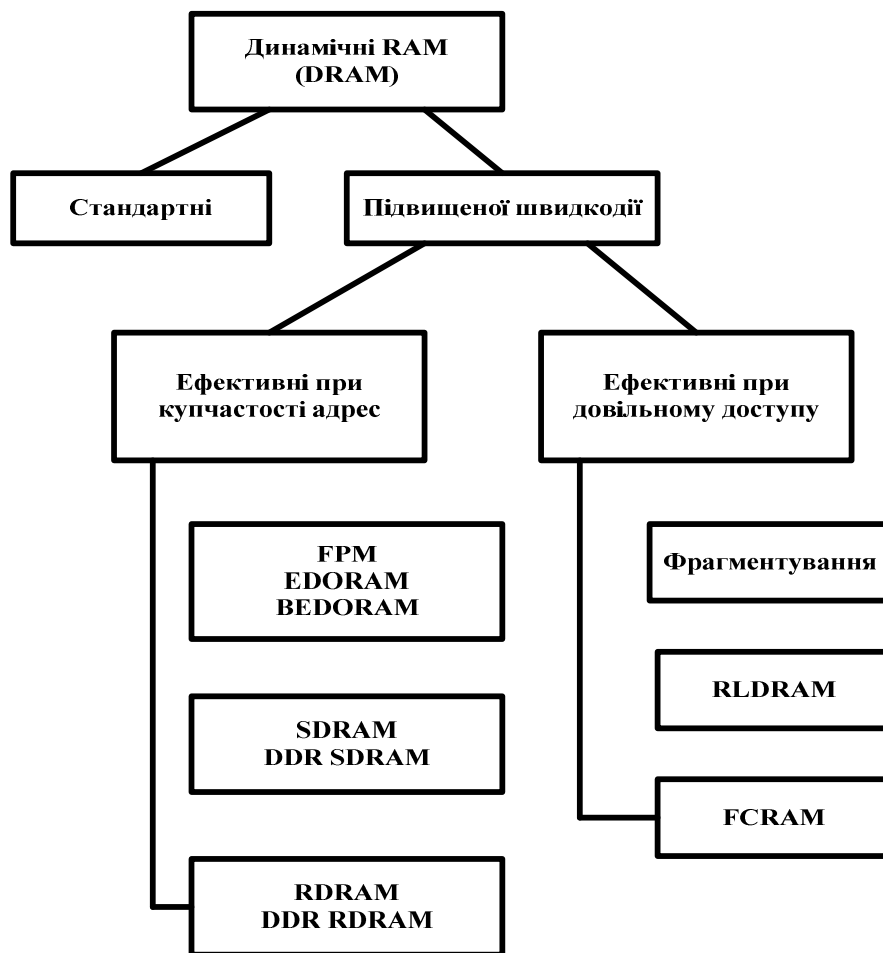 Динамічні RAM
(DRAM)
Стандартні
Підвищеної швидкодії
Ефективні при
купчастості адрес
Ефективні при
довільному доступу
FPM
EDORAM
BEDORAM
Фрагментування
SDRAM
DDR SDRAM
RLDRAM
FCRAM
RDRAM
DDR RDRAM